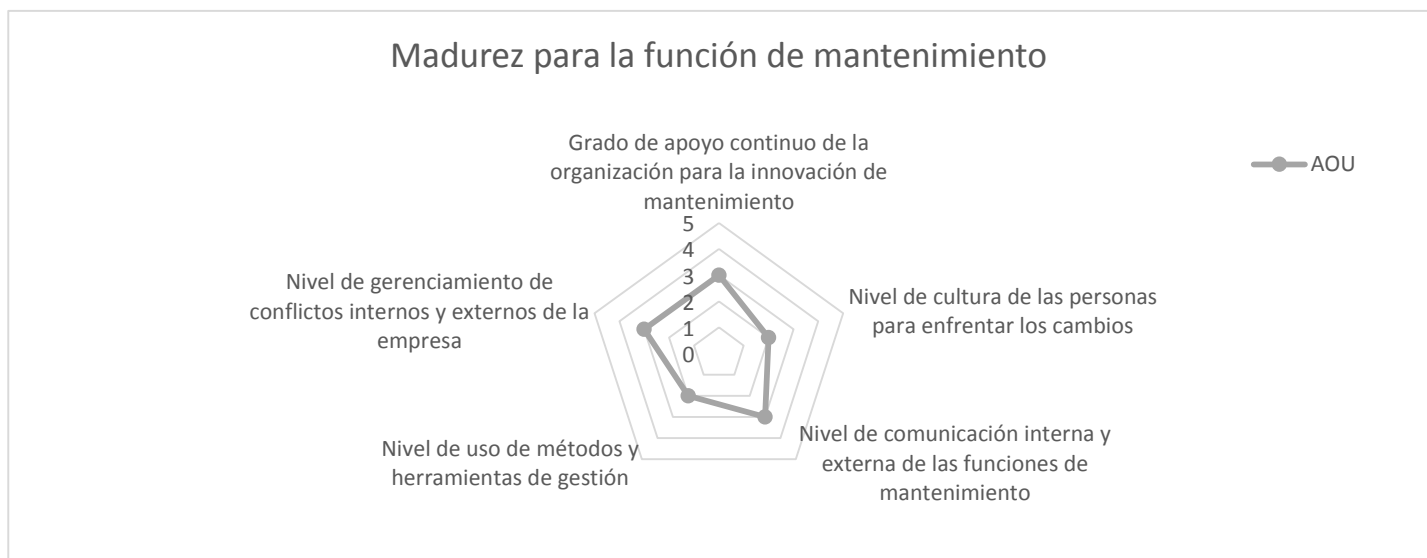 Madurez para la función de mantenimiento
Grado de apoyo continuo de la
organización para la innovación de
mantenimiento
AOU
5
4
3
2
1
0
Nivel de cultura de las personas
para enfrentar los cambios
Nivel de comunicación interna y
externa de las funciones de
mantenimiento
Nivel de uso de métodos y
herramientas de gestión
Nivel de gerenciamiento de
conflictos internos y externos de la
empresa